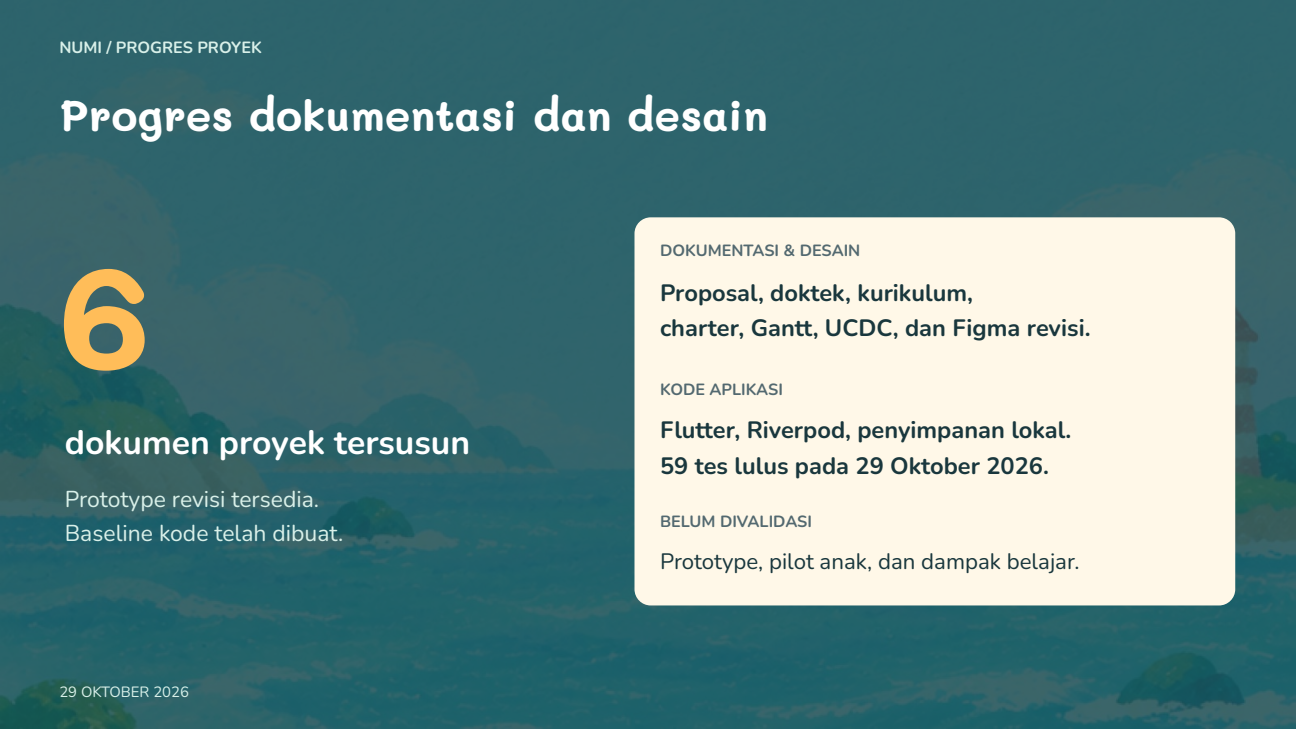 NUMI / PROGRES PROYEK
Progres dokumentasi dan desain
6
dokumen proyek tersusun
Prototype revisi tersedia.
Baseline kode telah dibuat.
DOKUMENTASI & DESAIN
Proposal, doktek, kurikulum,
charter, Gantt, UCDC, dan Figma revisi.
KODE APLIKASI
Flutter, Riverpod, penyimpanan lokal.
59 tes lulus pada 29 Oktober 2026.
BELUM DIVALIDASI
Prototype, pilot anak, dan dampak belajar.
29 OKTOBER 2026